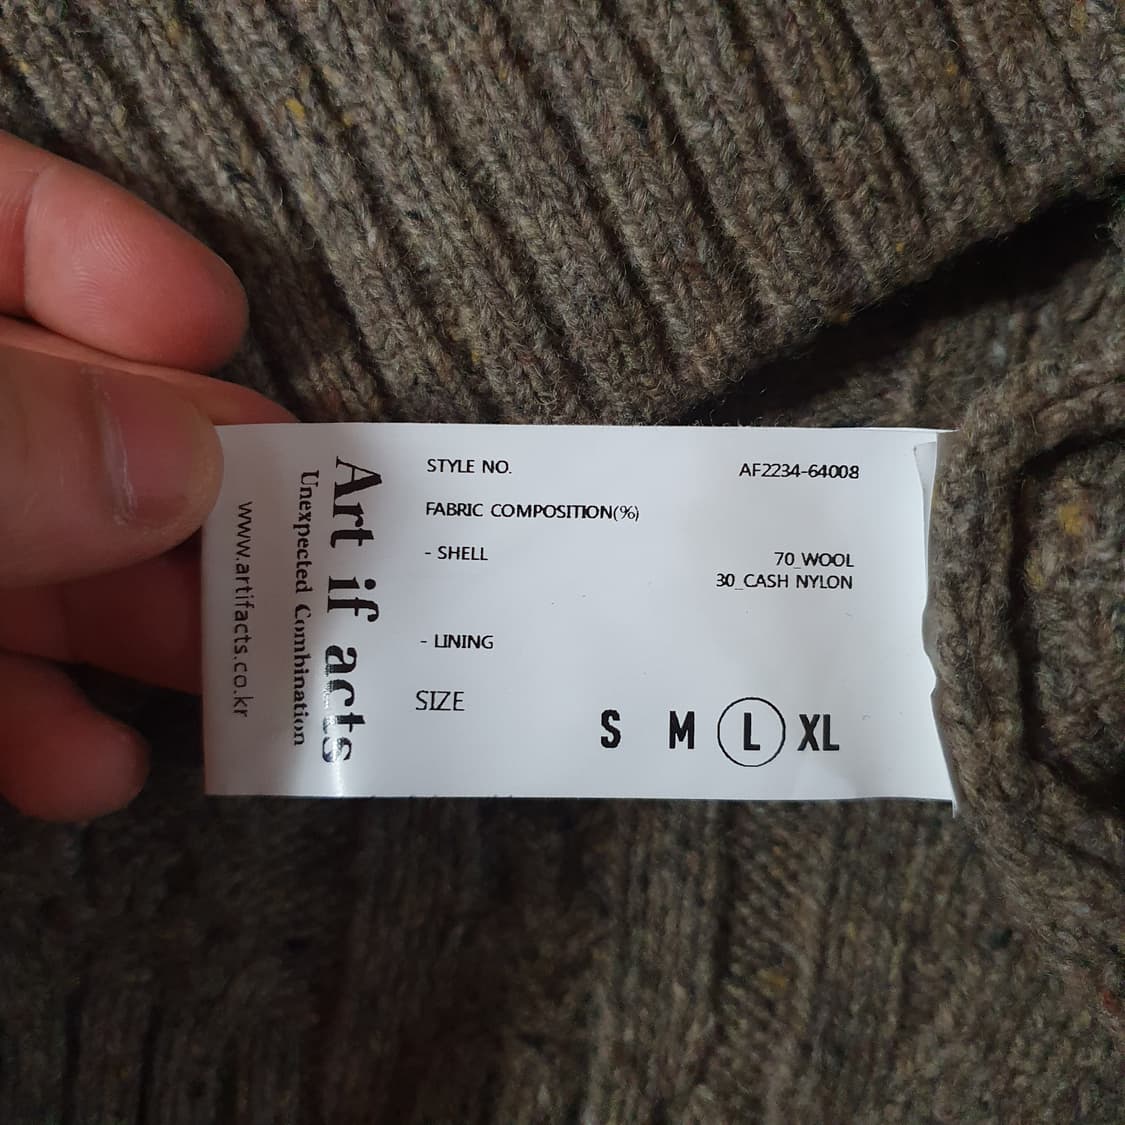 STYLE NO. AF2234-64008
FABRIC COMPOSITION(%)
- SHELL 70_WOOL
30_CASH NYLON
- LINING
SIZE S M L XL
Art if acts
Unexpected Combination
www.artifacts.co.kr